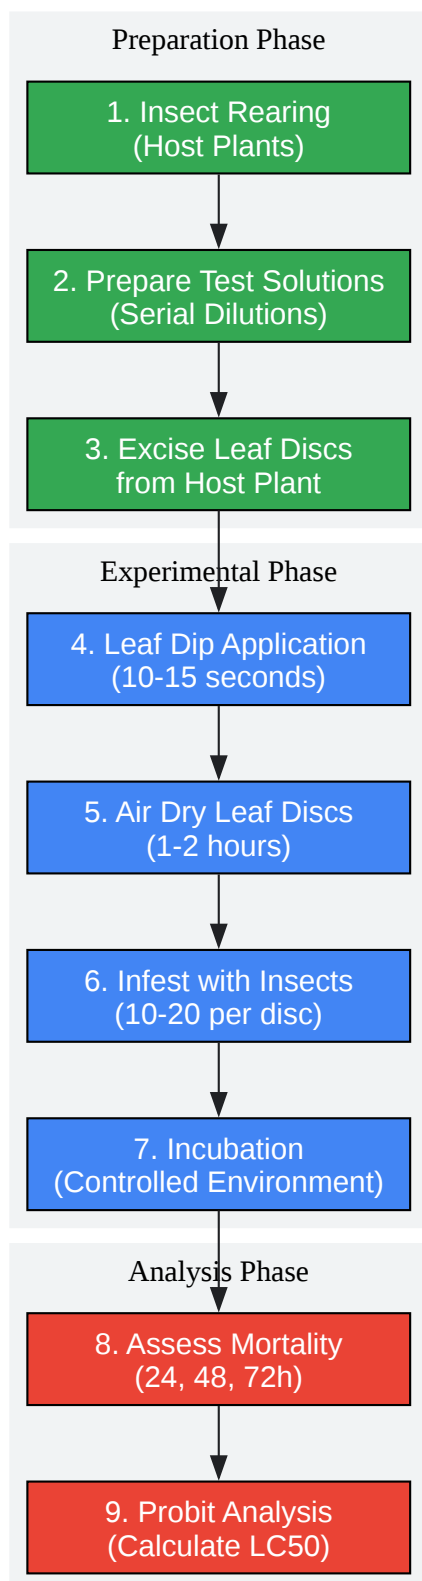 Preparation Phase
1. Insect Rearing
(Host Plants)
2. Prepare Test Solutions
(Serial Dilutions)
3. Excise Leaf Discs
from Host Plant
Experimental Phase
4. Leaf Dip Application
(10-15 seconds)
5. Air Dry Leaf Discs
(1-2 hours)
6. Infest with Insects
(10-20 per disc)
7. Incubation
(Controlled Environment)
Analysis Phase
8. Assess Mortality
(24, 48, 72h)
9. Probit Analysis
(Calculate LC50)